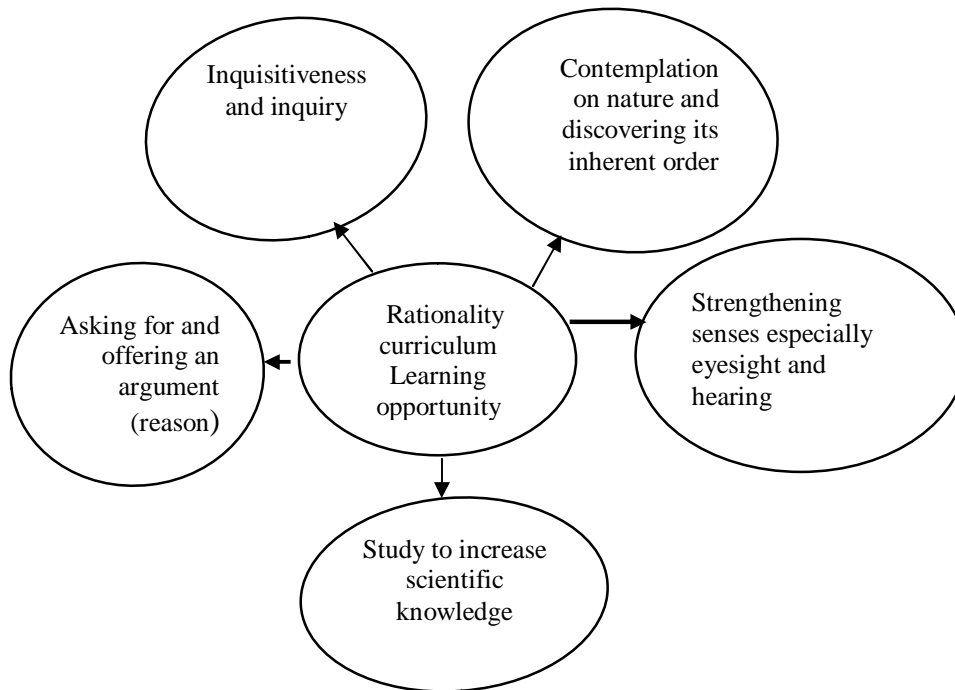 Inquisitiveness
and inquiry
Contemplation
on nature and
discovering its
inherent order
Asking for and
offering an
argument
(reason)
Rationality
curriculum
Learning
opportunity
Strengthening
senses especially
eyesight and
hearing
Study to increase
scientific
knowledge